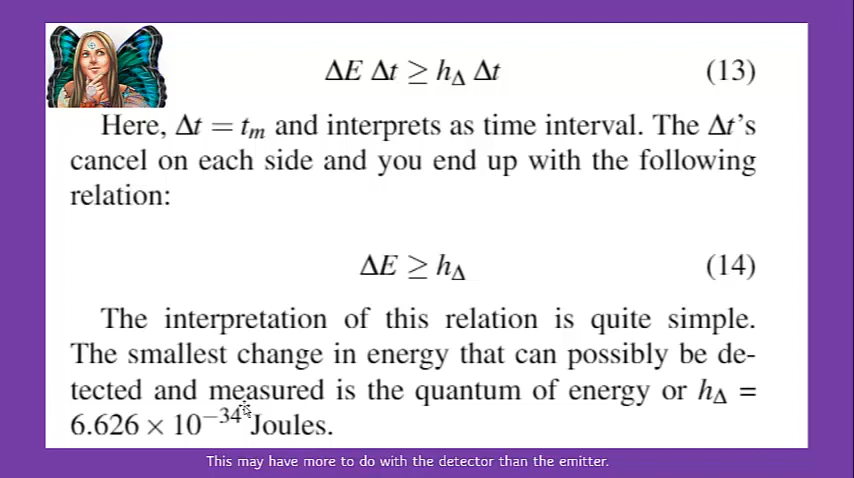 ΔE Δt ≥ h_Δ Δt (13)
Here, Δt = t_m and interprets as time interval. The Δt's
cancel on each side and you end up with the following
relation:
ΔE ≥ h_Δ (14)
The interpretation of this relation is quite simple.
The smallest change in energy that can possibly be de-
tected and measured is the quantum of energy or h_Δ =
6.626 × 10^−34 Joules.
This may have more to do with the detector than the emitter.